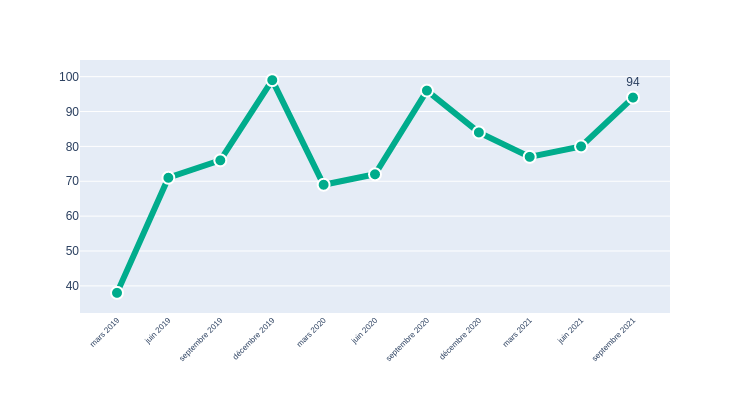 100
90
80
70
60
50
40
94
mars 2019
juin 2019
septembre 2019
décembre 2019
mars 2020
juin 2020
septembre 2020
décembre 2020
mars 2021
juin 2021
septembre 2021